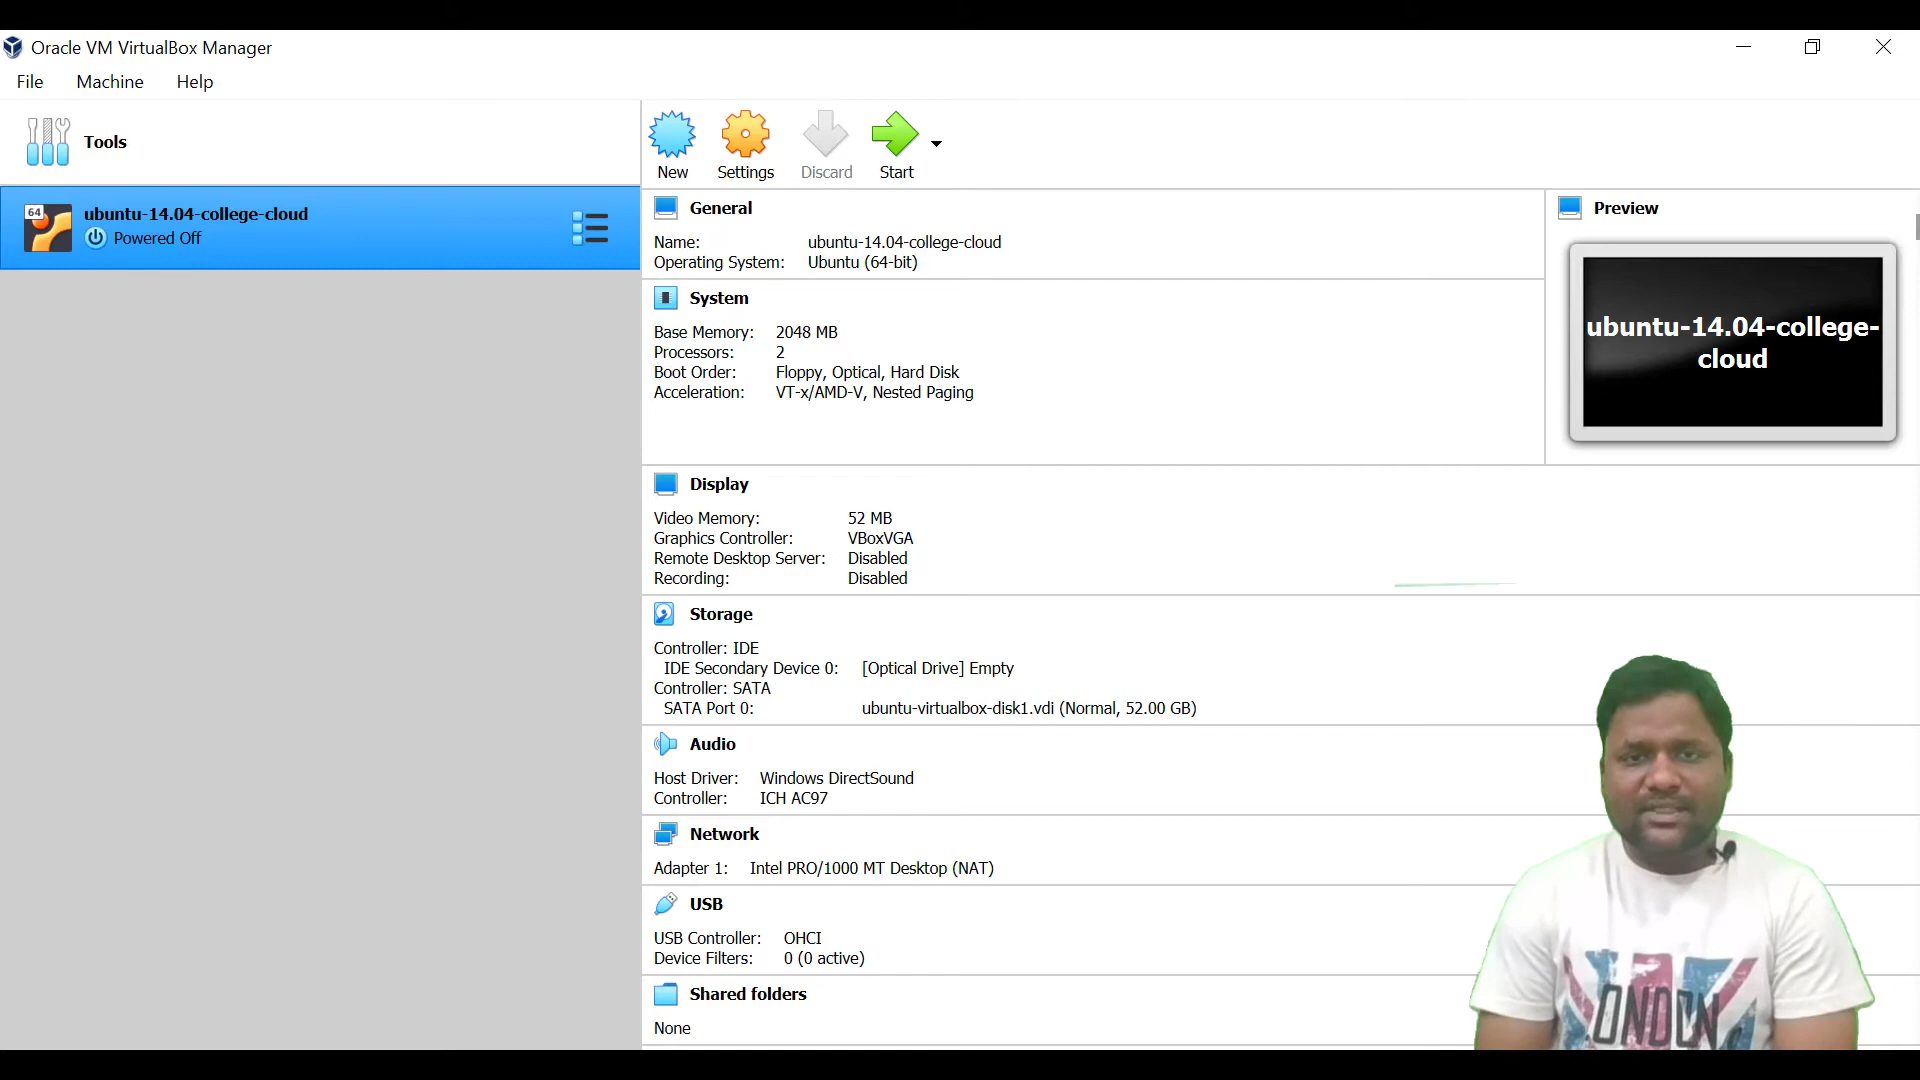 Oracle VM VirtualBox Manager
File Machine Help
Tools
New Settings Discard Start
64 ubuntu-14.04-college-cloud
Powered Off
General
Name: ubuntu-14.04-college-cloud
Operating System: Ubuntu (64-bit)
Preview
ubuntu-14.04-college-
cloud
System
Base Memory: 2048 MB
Processors: 2
Boot Order: Floppy, Optical, Hard Disk
Acceleration: VT-x/AMD-V, Nested Paging
Display
Video Memory: 52 MB
Graphics Controller: VBoxVGA
Remote Desktop Server: Disabled
Recording: Disabled
Storage
Controller: IDE
IDE Secondary Device 0: [Optical Drive] Empty
Controller: SATA
SATA Port 0: ubuntu-virtualbox-disk1.vdi (Normal, 52.00 GB)
Audio
Host Driver: Windows DirectSound
Controller: ICH AC97
Network
Adapter 1: Intel PRO/1000 MT Desktop (NAT)
USB
USB Controller: OHCI
Device Filters: 0 (0 active)
Shared folders
None
LONDON